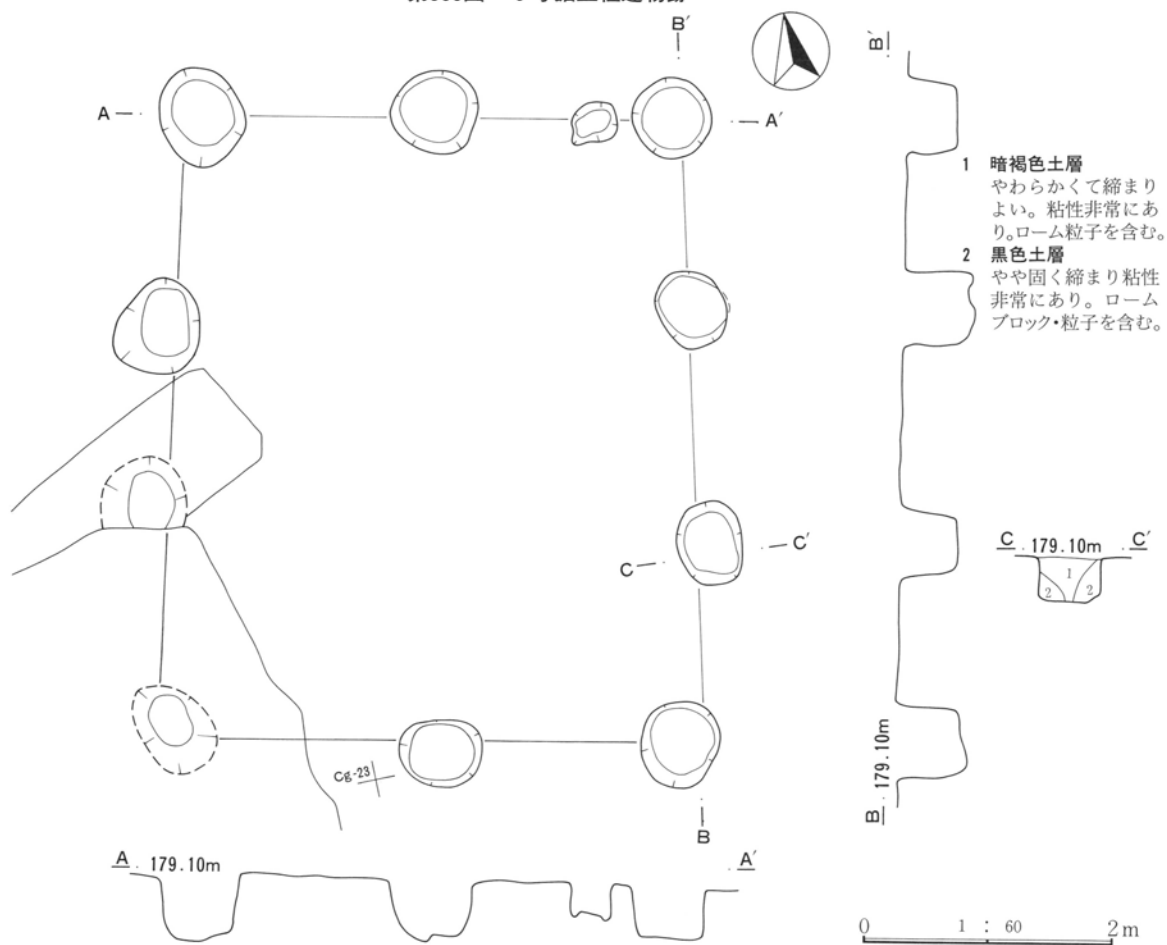 B′
A
A′
B′
1 暗褐色土層
やわらかくて締まり
よい。粘性非常にあ
り。ローム粒子を含む。
2 黒色土層
やや固く締まり粘性
非常にあり。ローム
ブロック・粒子を含む。
C
C′
C 179.10m C′
1
2 2
Cg-23
B
B 179.10m
A 179.10m
A′
0 1 : 60 2m